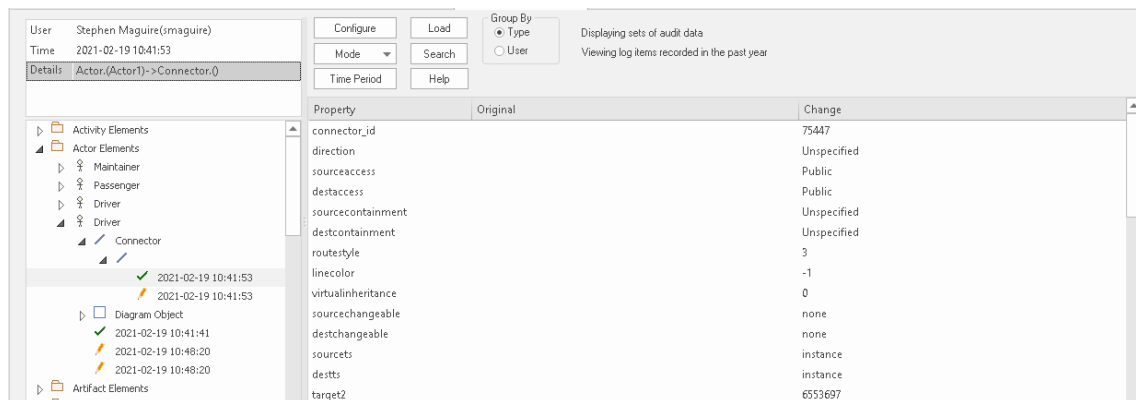 User Stephen Maguire(smaguire)
Time 2021-02-19 10:41:53
Details Actor.(Actor1)->Connector.()
Configure Load
Mode Search
Time Period Help
Group By
Type
User
Displaying sets of audit data
Viewing log items recorded in the past year
Activity Elements
Actor Elements
Maintainer
Passenger
Driver
Driver
Connector
2021-02-19 10:41:53
2021-02-19 10:41:53
Diagram Object
2021-02-19 10:41:41
2021-02-19 10:48:20
2021-02-19 10:48:20
Artifact Elements
Property Original Change
connector_id 75447
direction Unspecified
sourceaccess Public
destaccess Public
sourcecontainment Unspecified
destcontainment Unspecified
routestyle 3
linecolor -1
virtualinheritance 0
sourcechangeable none
destchangeable none
sourcets instance
destts instance
target2 6553697